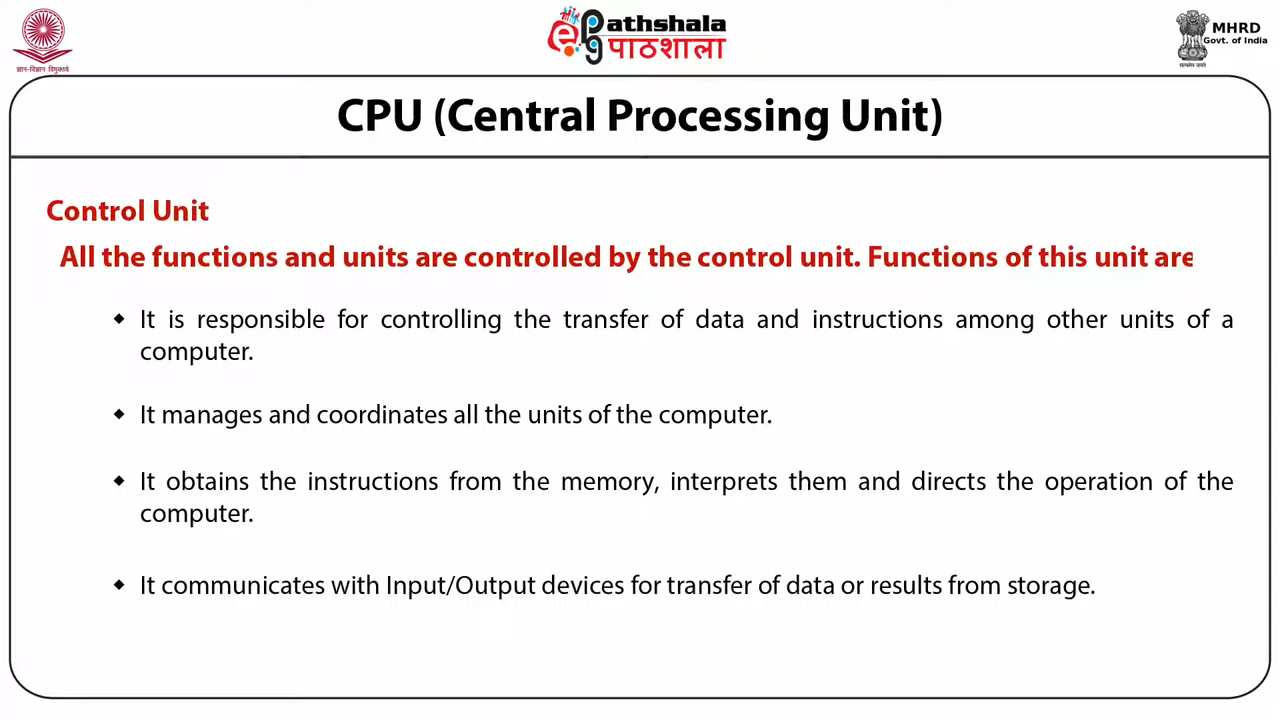 ज्ञान-विज्ञान विमुक्तये
ePathshala
पाठशाला
MHRD
Govt. of India
सत्यमेव जयते
CPU (Central Processing Unit)
Control Unit
All the functions and units are controlled by the control unit. Functions of this unit are
It is responsible for controlling the transfer of data and instructions among other units of a
computer.
It manages and coordinates all the units of the computer.
It obtains the instructions from the memory, interprets them and directs the operation of the
computer.
It communicates with Input/Output devices for transfer of data or results from storage.